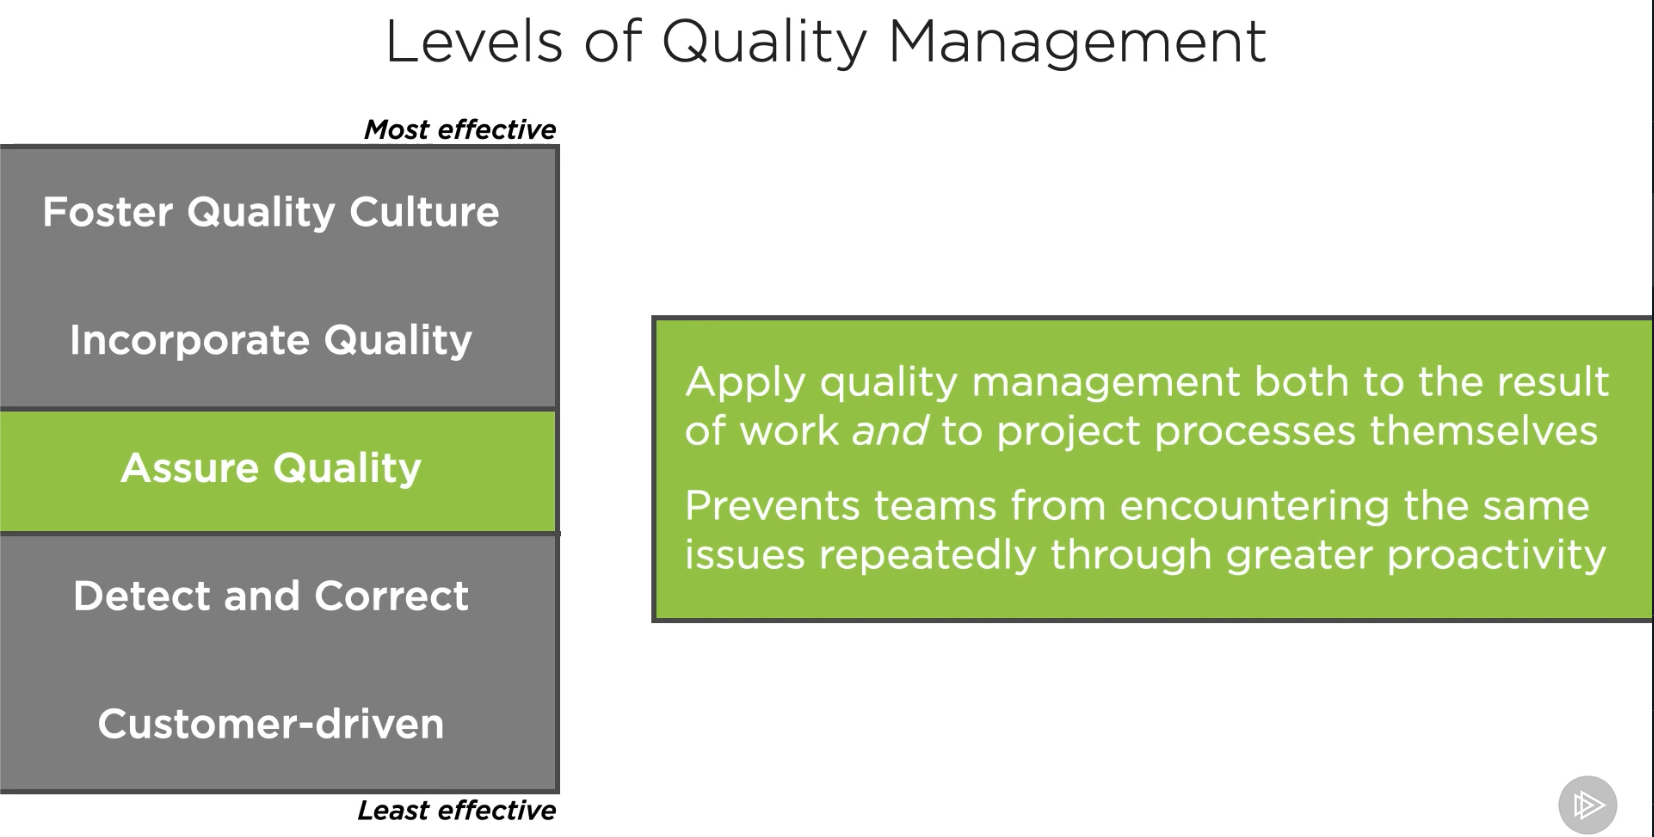 Levels of Quality Management
Most effective
Foster Quality Culture
Incorporate Quality
Assure Quality
Detect and Correct
Customer-driven
Least effective
Apply quality management both to the result
of work and to project processes themselves
Prevents teams from encountering the same
issues repeatedly through greater proactivity